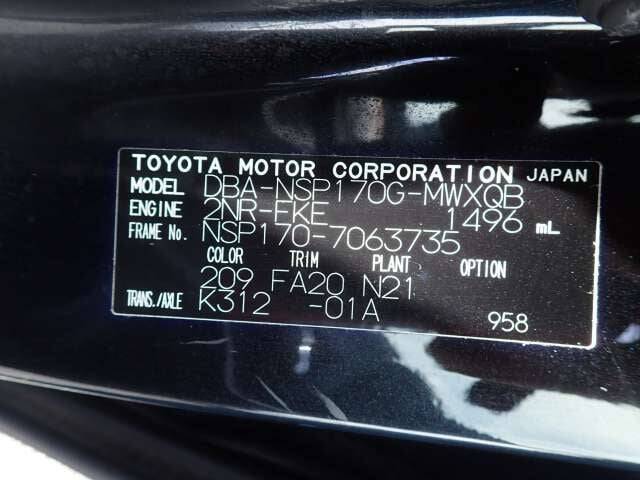 TOYOTA MOTOR CORPORATION JAPAN
MODEL DBA-NSP170G-MWXQB
ENGINE 2NR-FKE 1496 mL
FRAME No. NSP170-7063735
COLOR TRIM PLANT OPTION
209 FA20 N21
TRANS./AXLE K312 -01A
958